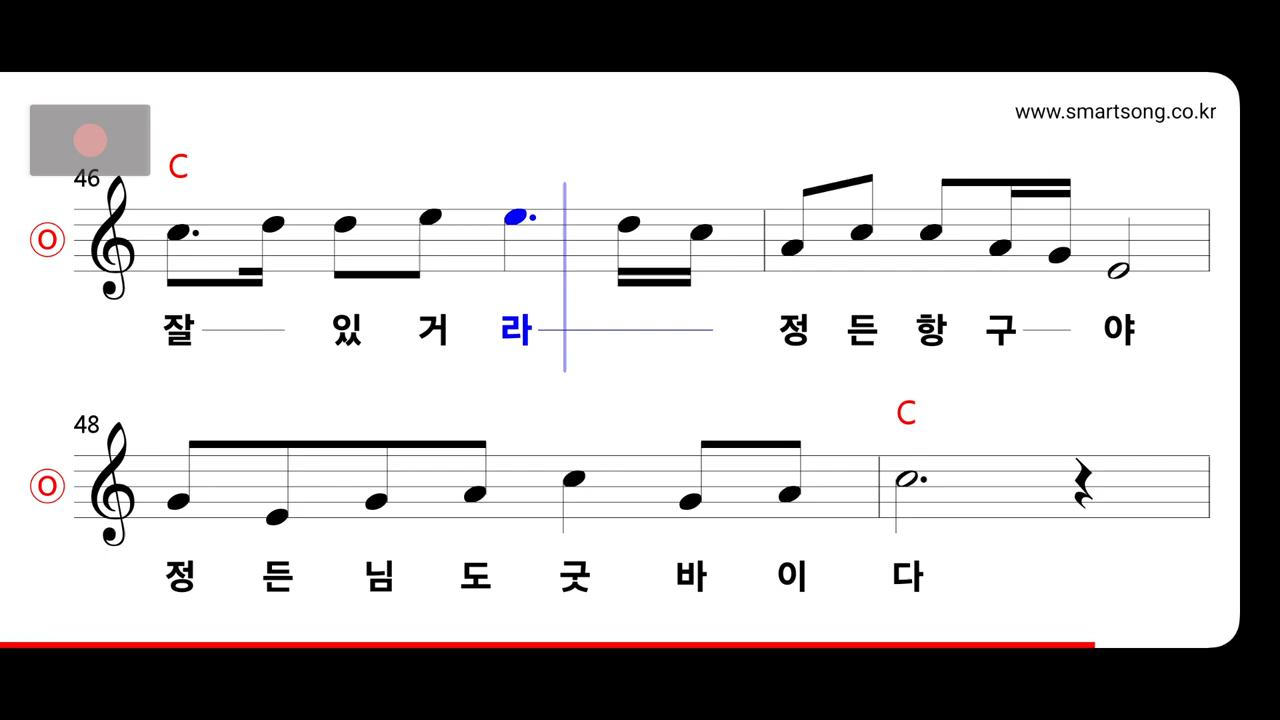 www.smartsong.co.kr
C
46
O
잘 있 거 라 정 든 항 구 야
48
C
O
정 든 님 도 굿 바 이 다